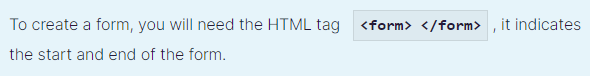 To create a form, you will need the HTML tag <form> </form> , it indicates
the start and end of the form.